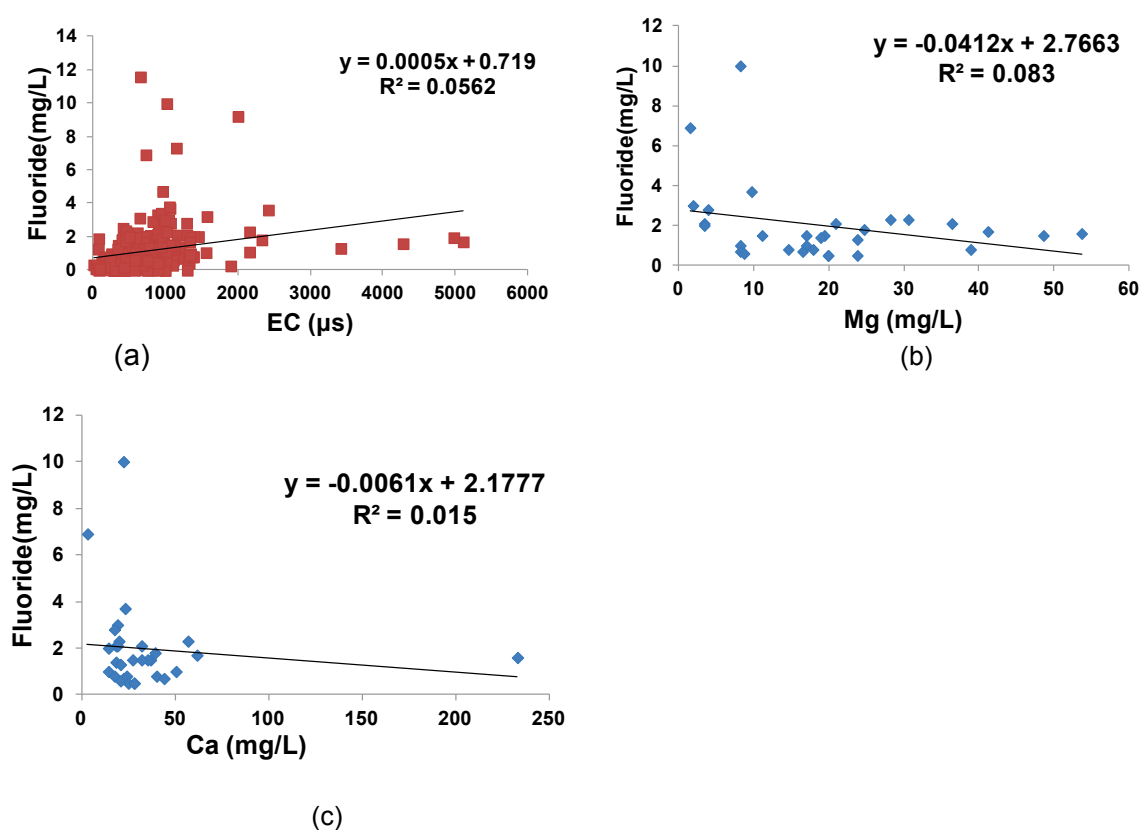 14
12
10
8
6
4
2
0
Fluoride(mg/L)
y = 0.0005x + 0.719
R² = 0.0562
0 1000 2000 3000 4000 5000 6000
EC (µs)
(a)
12
10
8
6
4
2
0
Fluoride(mg/L)
y = -0.0412x + 2.7663
R² = 0.083
0 10 20 30 40 50 60
Mg (mg/L)
(b)
12
10
8
6
4
2
0
Fluoride(mg/L)
y = -0.0061x + 2.1777
R² = 0.015
0 50 100 150 200 250
Ca (mg/L)
(c)